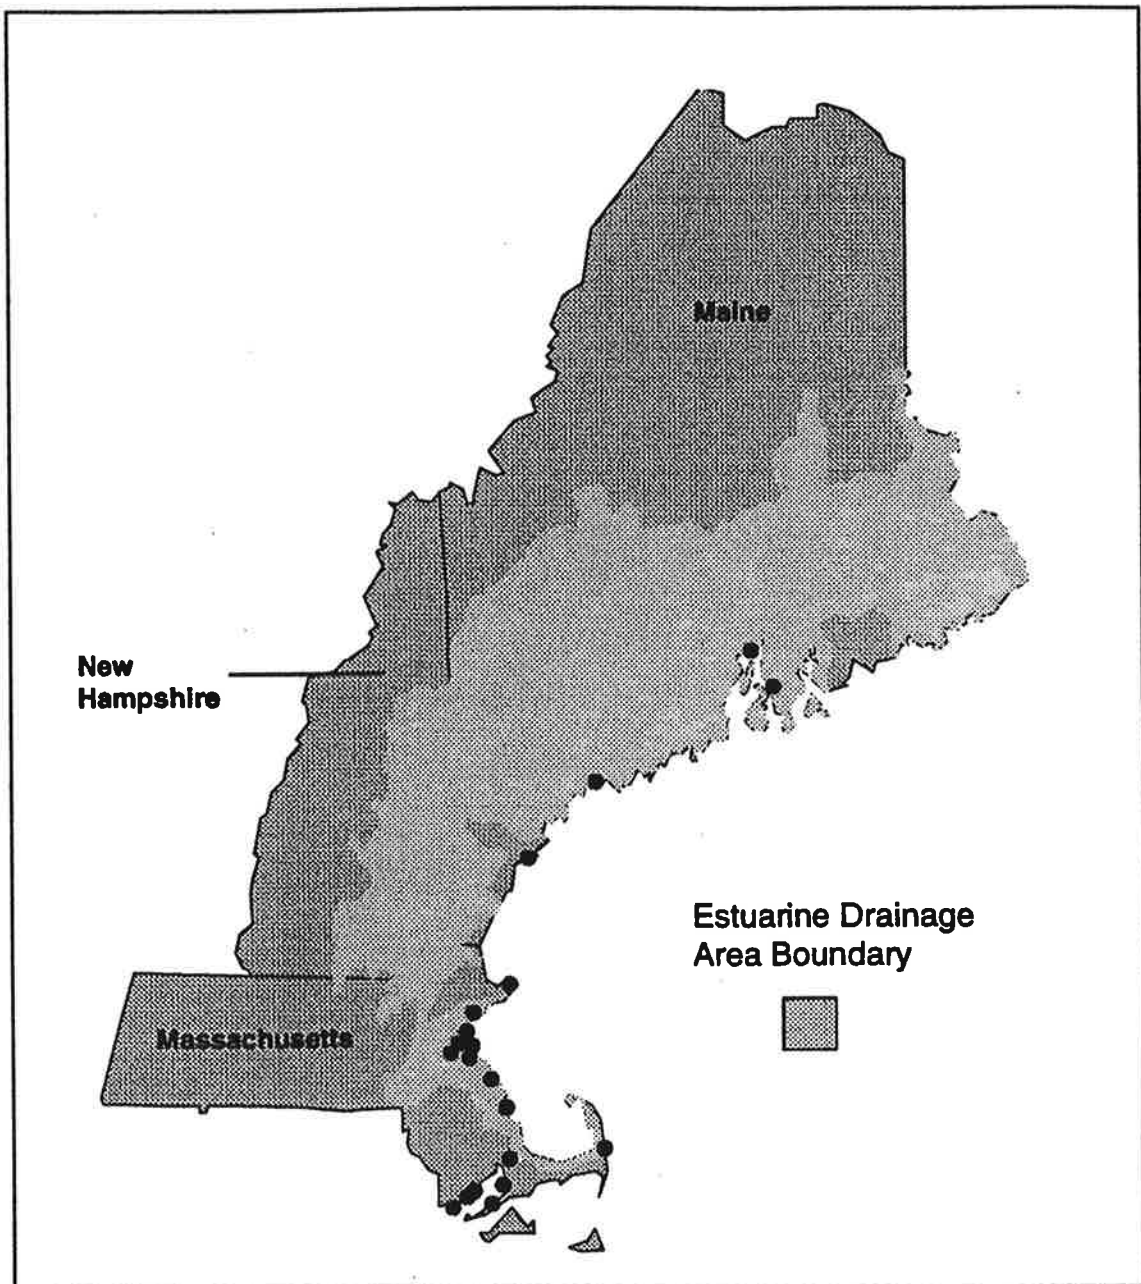 Maine
New
Hampshire
Estuarine Drainage
Area Boundary
Massachusetts